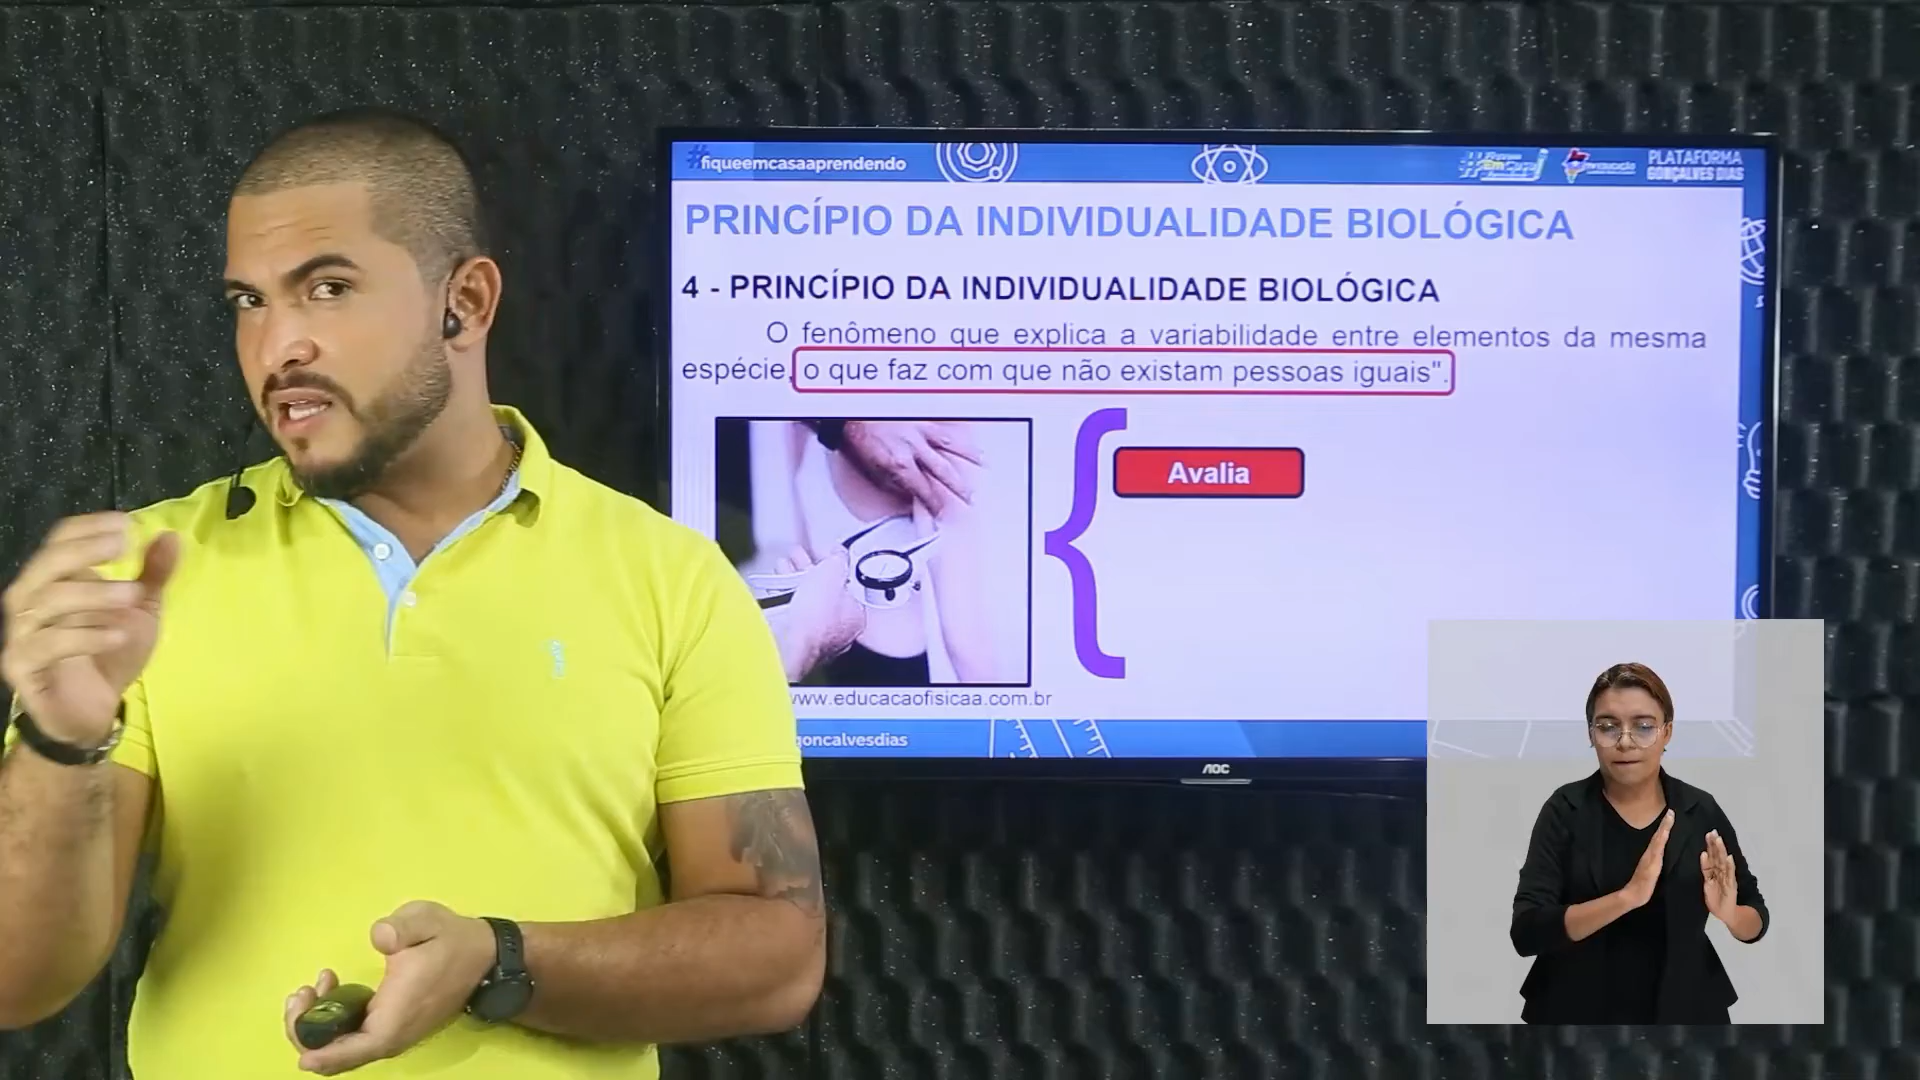 #fiqueemcasaaprendendo
PLATAFORMA
GONÇALVES DIAS
PRINCÍPIO DA INDIVIDUALIDADE BIOLÓGICA
4 - PRINCÍPIO DA INDIVIDUALIDADE BIOLÓGICA
O fenômeno que explica a variabilidade entre elementos da mesma
espécie, o que faz com que não existam pessoas iguais".
Avalia
www.educacaofisicaa.com.br
goncalvesdias
AOC